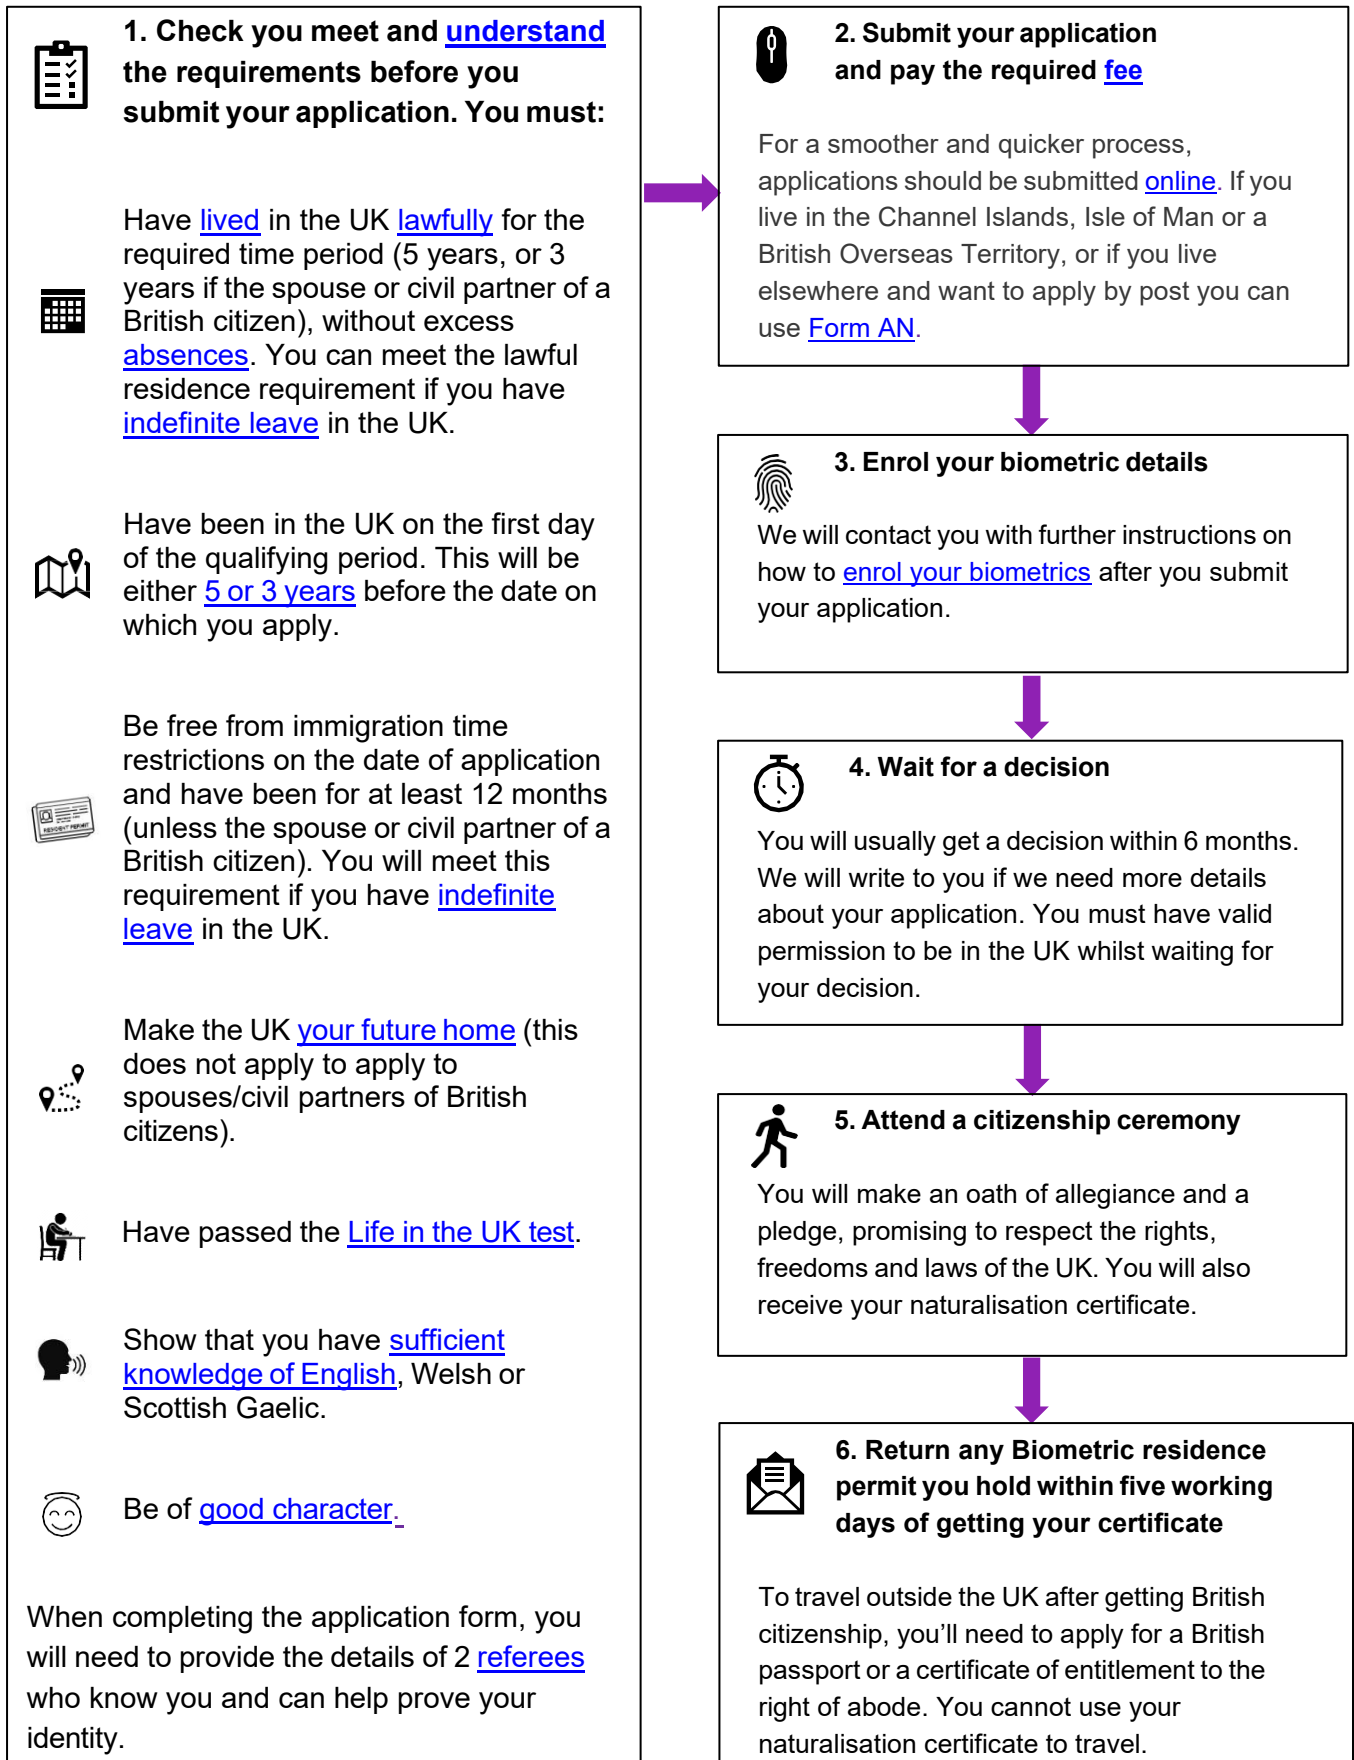 1. Check you meet and understand
the requirements before you
submit your application. You must:
Have lived in the UK lawfully for the
required time period (5 years, or 3
years if the spouse or civil partner of a
British citizen), without excess
absences. You can meet the lawful
residence requirement if you have
indefinite leave in the UK.
Have been in the UK on the first day
of the qualifying period. This will be
either 5 or 3 years before the date on
which you apply.
RESIDENT PERMIT
Be free from immigration time
restrictions on the date of application
and have been for at least 12 months
(unless the spouse or civil partner of a
British citizen). You will meet this
requirement if you have indefinite
leave in the UK.
Make the UK your future home (this
does not apply to apply to
spouses/civil partners of British
citizens).
Have passed the Life in the UK test.
Show that you have sufficient
knowledge of English, Welsh or
Scottish Gaelic.
Be of good character.
When completing the application form, you
will need to provide the details of 2 referees
who know you and can help prove your
identity.
2. Submit your application
and pay the required fee
For a smoother and quicker process,
applications should be submitted online. If you
live in the Channel Islands, Isle of Man or a
British Overseas Territory, or if you live
elsewhere and want to apply by post you can
use Form AN.
3. Enrol your biometric details
We will contact you with further instructions on
how to enrol your biometrics after you submit
your application.
4. Wait for a decision
You will usually get a decision within 6 months.
We will write to you if we need more details
about your application. You must have valid
permission to be in the UK whilst waiting for
your decision.
5. Attend a citizenship ceremony
You will make an oath of allegiance and a
pledge, promising to respect the rights,
freedoms and laws of the UK. You will also
receive your naturalisation certificate.
6. Return any Biometric residence
permit you hold within five working
days of getting your certificate
To travel outside the UK after getting British
citizenship, you’ll need to apply for a British
passport or a certificate of entitlement to the
right of abode. You cannot use your
naturalisation certificate to travel.